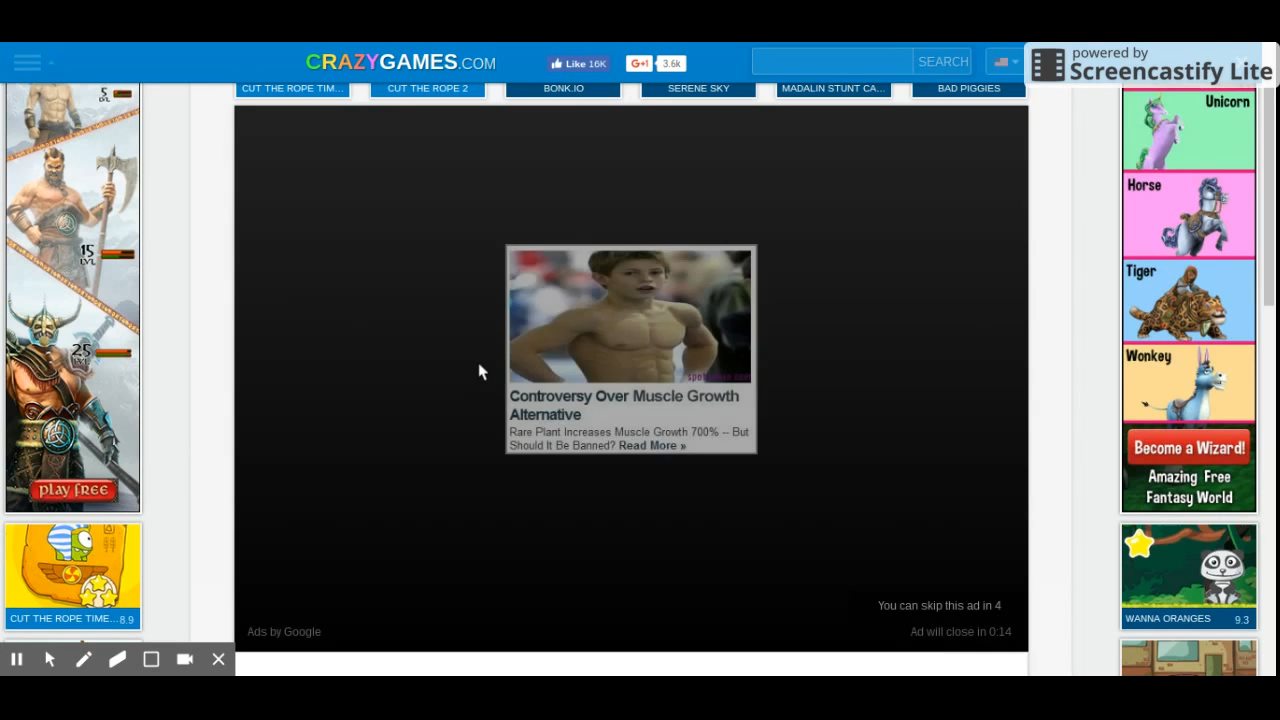 CRAZYGAMES.COM
Like 16K
G+1
3.6k
SEARCH
powered by
Screencastify Lite
CUT THE ROPE TIM...
CUT THE ROPE 2
BONK.IO
SERENE SKY
MADALIN STUNT CA...
BAD PIGGIES
5
LVL
15
LVL
25
LVL
PLAY FREE
CUT THE ROPE TIME...8.9
Controversy Over Muscle Growth
Alternative
Rare Plant Increases Muscle Growth 700% -- But
Should It Be Banned? Read More »
You can skip this ad in 4
Ads by Google
Ad will close in 0:14
Unicorn
Horse
Tiger
Wonkey
Become a Wizard!
Amazing Free
Fantasy World
WANNA ORANGES
9.3